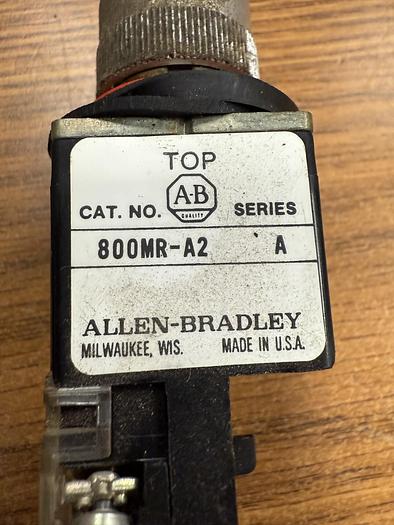 TOP
A-B
QUALITY
CAT. NO. SERIES
800MR-A2 A
ALLEN-BRADLEY
MILWAUKEE, WIS. MADE IN U.S.A.